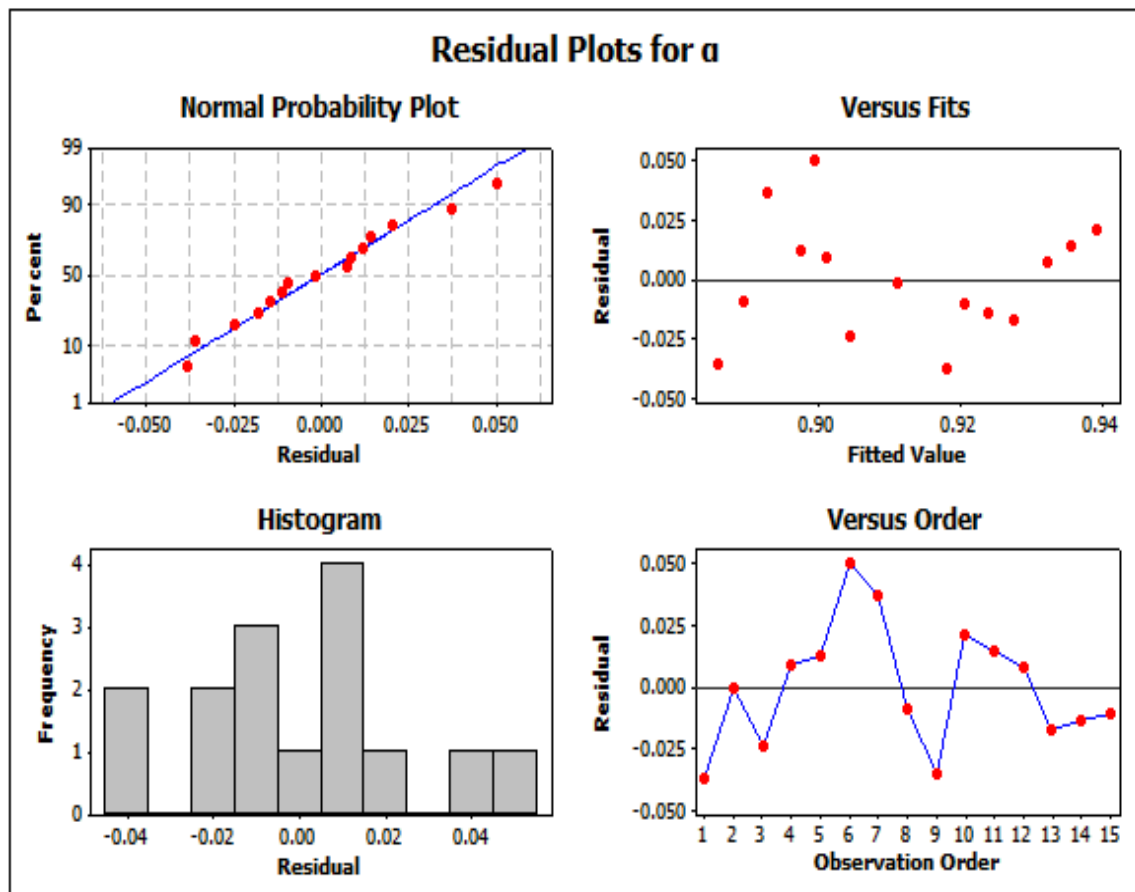 Residual Plots for α
Normal Probability Plot
99
90
50
10
1
Percent
-0.050 -0.025 0.000 0.025 0.050
Residual
Versus Fits
0.050
0.025
0.000
-0.025
-0.050
Residual
0.90 0.92 0.94
Fitted Value
Histogram
4
3
2
1
0
Frequency
-0.04 -0.02 0.00 0.02 0.04
Residual
Versus Order
0.050
0.025
0.000
-0.025
-0.050
Residual
1 2 3 4 5 6 7 8 9 10 11 12 13 14 15
Observation Order